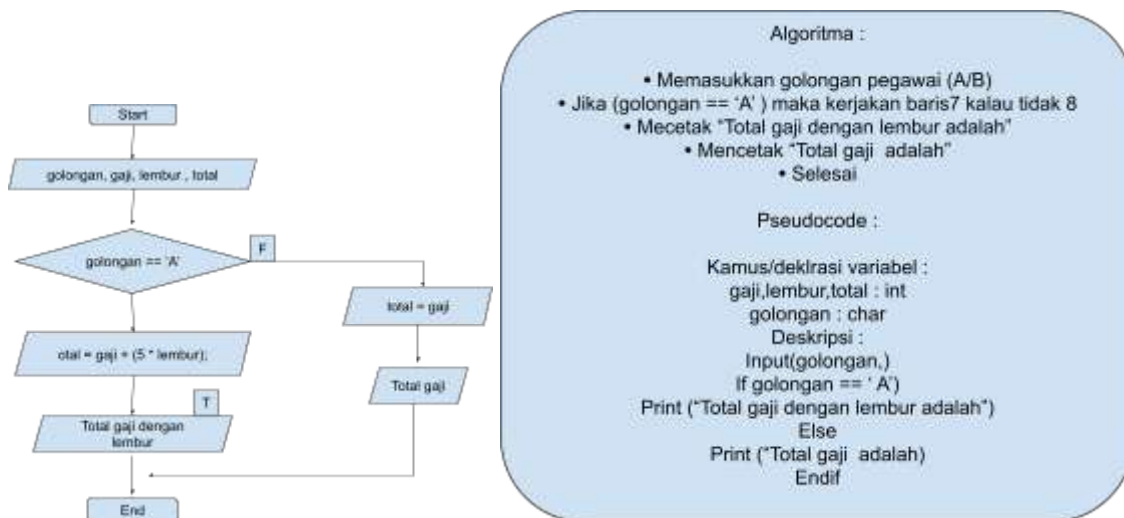 Start
golongan, gaji, lembur , total
golongan == 'A'
F
total = gaji
otal = gaji + (5 * lembur);
Total gaji
T
Total gaji dengan
lembur
End
Algoritma :
• Memasukkan golongan pegawai (A/B)
• Jika (golongan == ‘A’ ) maka kerjakan baris7 kalau tidak 8
• Mecetak “Total gaji dengan lembur adalah”
• Mencetak “Total gaji  adalah”
• Selesai
Pseudocode :
Kamus/deklrasi variabel :
gaji,lembur,total : int
golongan : char
Deskripsi :
Input(golongan,)
If golongan == ‘ A’)
Print (“Total gaji dengan lembur adalah”)
Else
Print (“Total gaji  adalah)
Endif